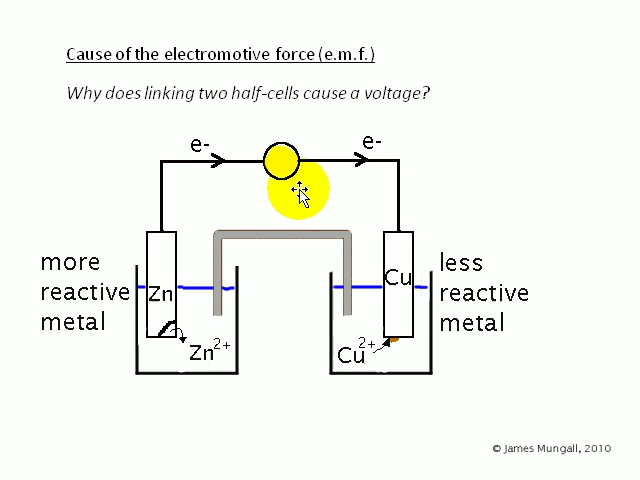 Cause of the electromotive force (e.m.f.)
Why does linking two half-cells cause a voltage?
e-
e-
more
reactive
metal
Zn
Zn2+
Cu
Cu2+
less
reactive
metal
© James Mungall, 2010